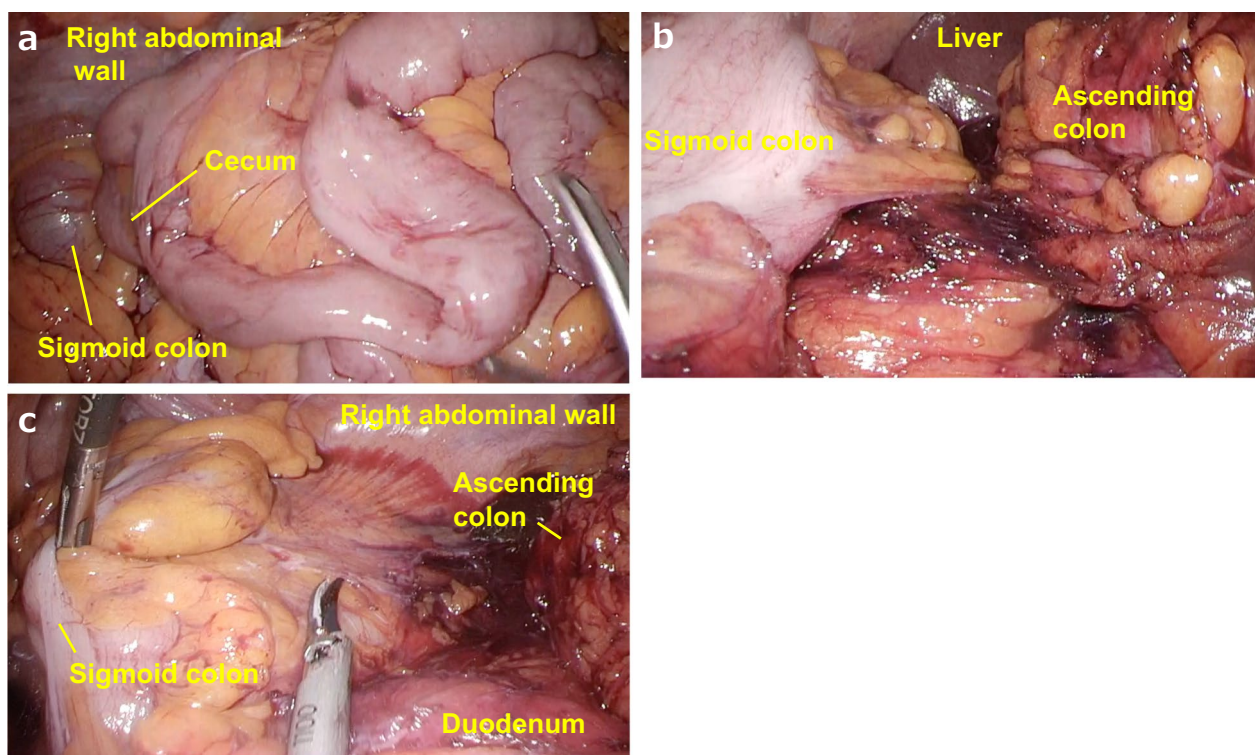 a
Right abdominal
wall
Cecum
Sigmoid colon
b
Liver
Ascending
colon
Sigmoid colon
c
Right abdominal wall
Ascending
colon
Sigmoid colon
Duodenum